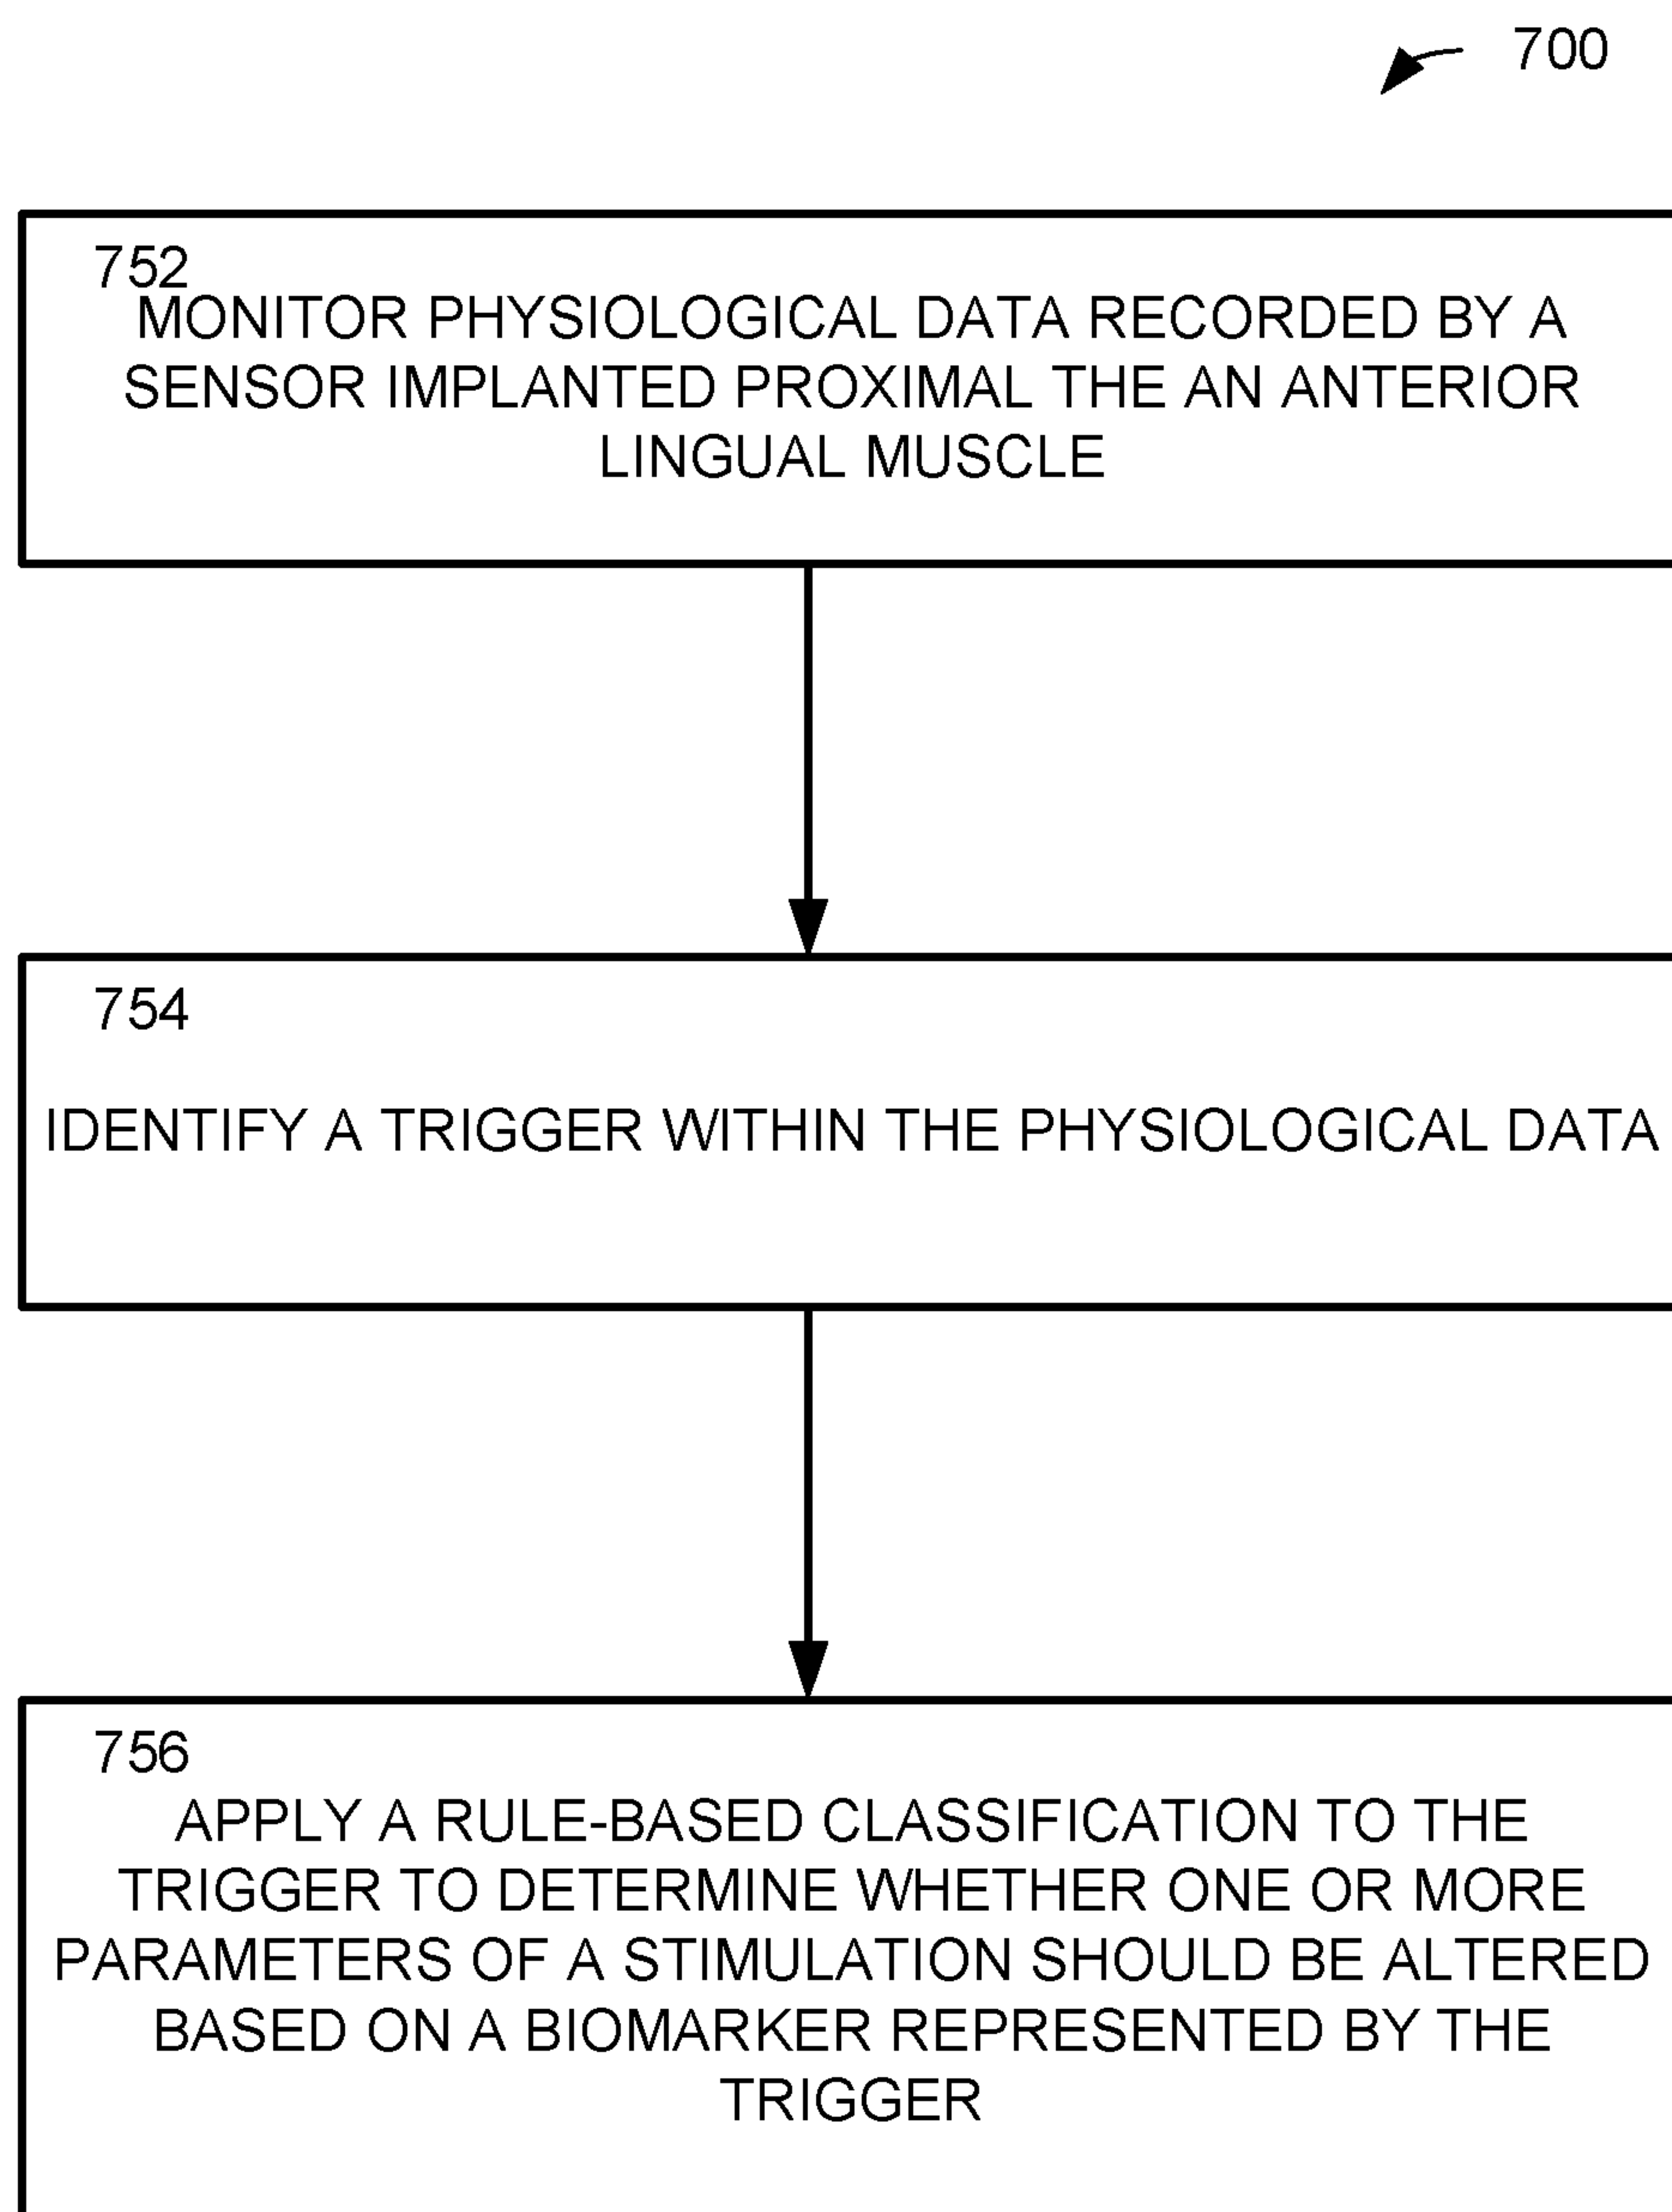 700
752
MONITOR PHYSIOLOGICAL DATA RECORDED BY A
SENSOR IMPLANTED PROXIMAL THE AN ANTERIOR
LINGUAL MUSCLE
754
IDENTIFY A TRIGGER WITHIN THE PHYSIOLOGICAL DATA
756
APPLY A RULE-BASED CLASSIFICATION TO THE
TRIGGER TO DETERMINE WHETHER ONE OR MORE
PARAMETERS OF A STIMULATION SHOULD BE ALTERED
BASED ON A BIOMARKER REPRESENTED BY THE
TRIGGER